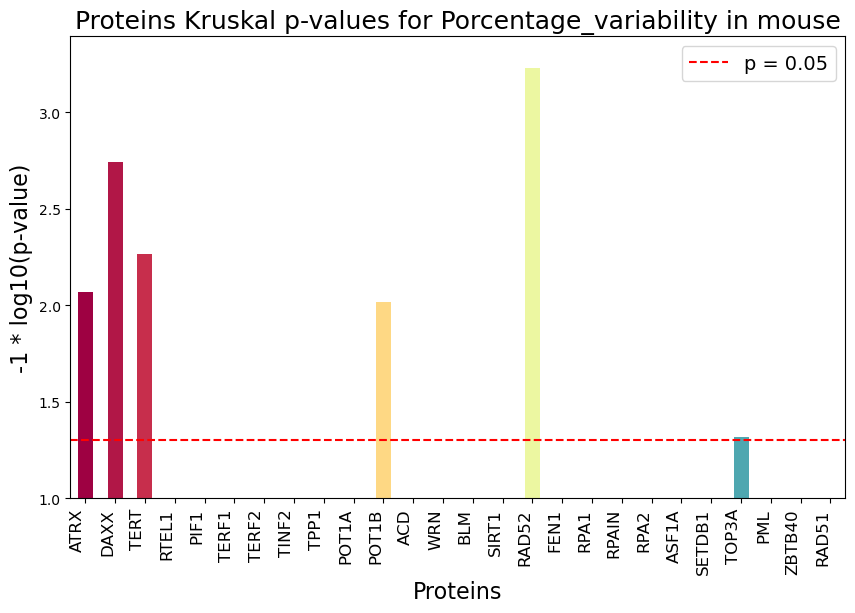 Proteins Kruskal p-values for Porcentage_variability in mouse
p = 0.05
-1 * log10(p-value)
3.0
2.5
2.0
1.5
1.0
ATRX
DAXX
TERT
RTEL1
PIF1
TERF1
TERF2
TINF2
TPP1
POT1A
POT1B
ACD
WRN
BLM
SIRT1
RAD52
FEN1
RPA1
RPAIN
RPA2
ASF1A
SETDB1
TOP3A
PML
ZBTB40
RAD51
Proteins